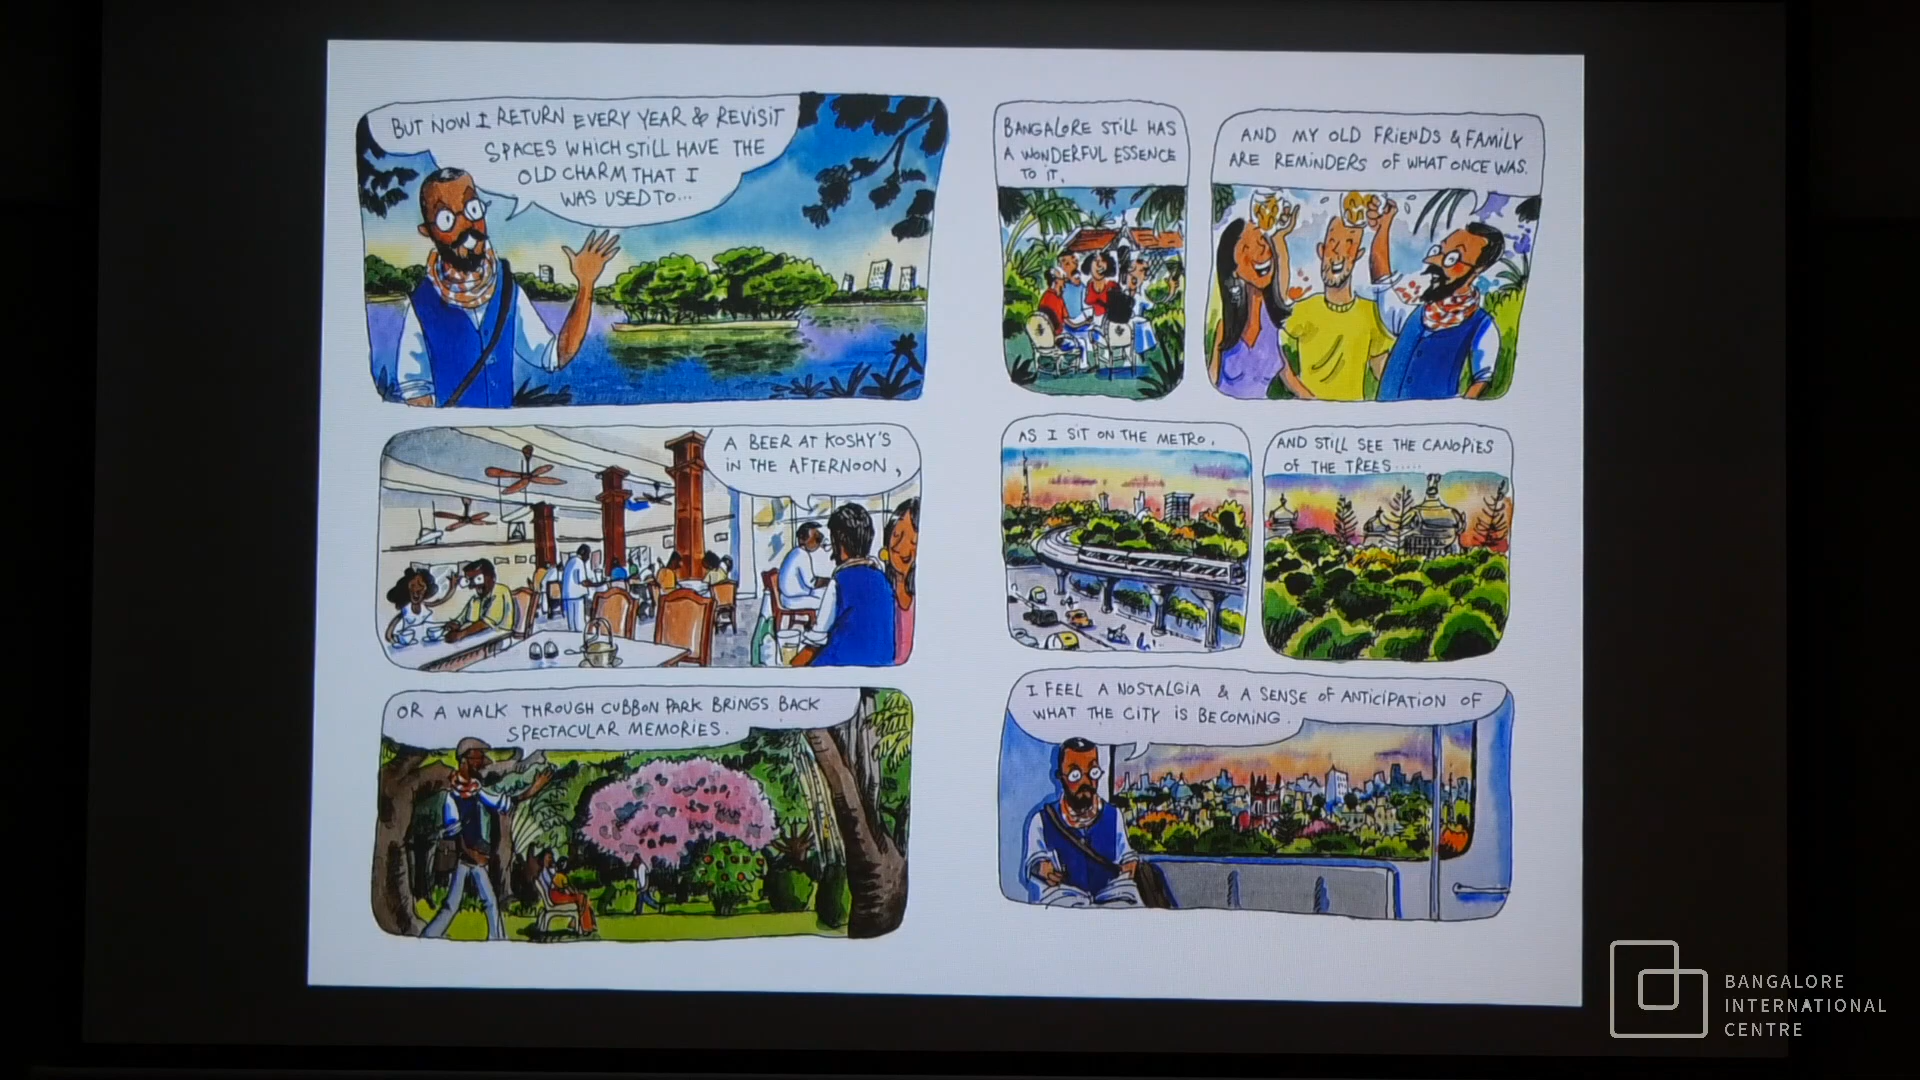 BUT NOW I RETURN EVERY YEAR & REVISIT
SPACES WHICH STILL HAVE THE
OLD CHARM THAT I
WAS USED TO...
A BEER AT KOSHY'S
IN THE AFTERNOON,
OR A WALK THROUGH CUBBON PARK BRINGS BACK
SPECTACULAR MEMORIES.
BANGALORE STILL HAS
A WONDERFUL ESSENCE
TO IT.
AND MY OLD FRIENDS & FAMILY
ARE REMINDERS OF WHAT ONCE WAS.
AS I SIT ON THE METRO,
AND STILL SEE THE CANOPIES
OF THE TREES.....
I FEEL A NOSTALGIA & A SENSE OF ANTICIPATION OF
WHAT THE CITY IS BECOMING.
BANGALORE
INTERNATIONAL
CENTRE